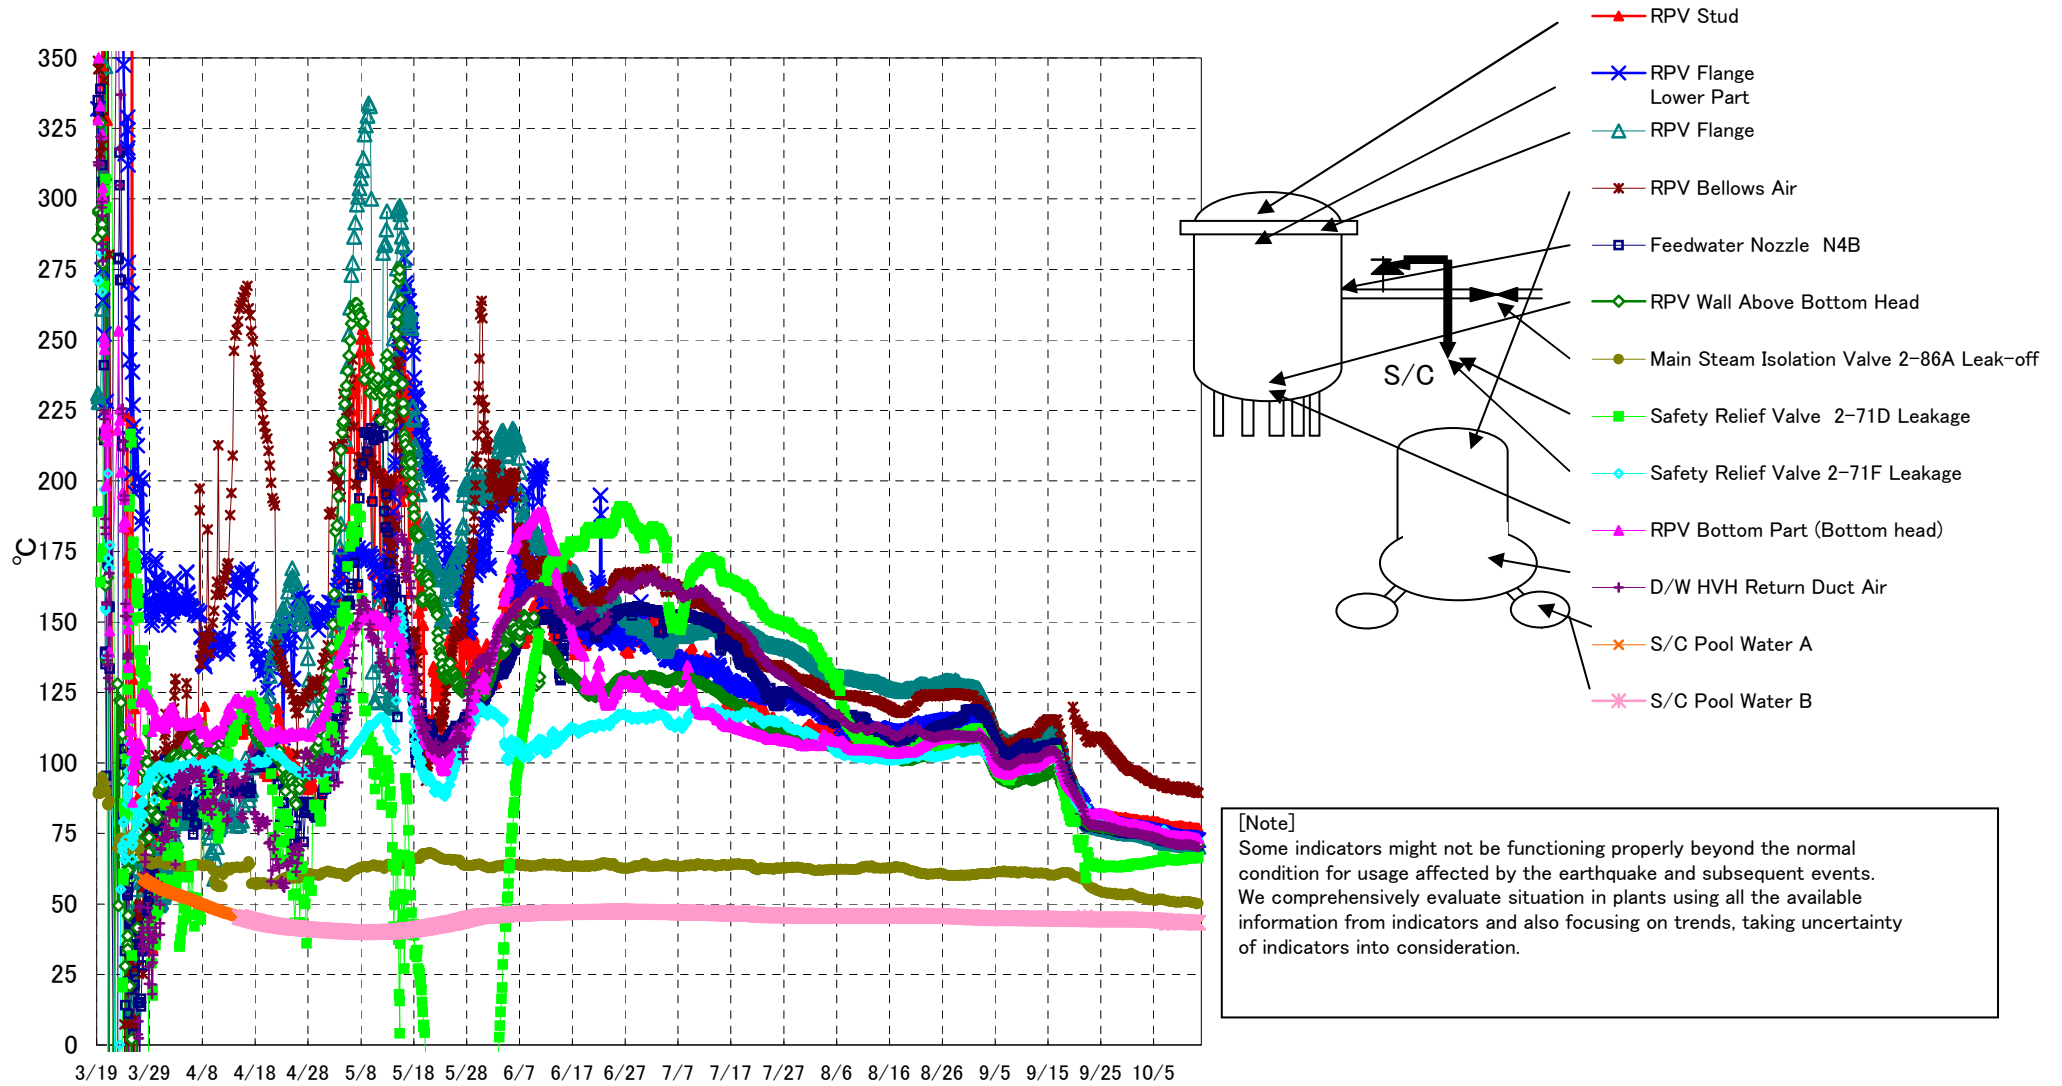 RPV Stud
RPV Flange
Lower Part
RPV Flange
RPV Bellows Air
Feedwater Nozzle N4B
RPV Wall Above Bottom Head
Main Steam Isolation Valve 2-86A Leak-off
Safety Relief Valve 2-71D Leakage
Safety Relief Valve 2-71F Leakage
RPV Bottom Part (Bottom head)
D/W HVH Return Duct Air
S/C Pool Water A
S/C Pool Water B
S/C
°C
350
325
300
275
250
225
200
175
150
125
100
75
50
25
0
3/19 3/29 4/8 4/18 4/28 5/8 5/18 5/28 6/7 6/17 6/27 7/7 7/17 7/27 8/6 8/16 8/26 9/5 9/15 9/25 10/5
[Note]
Some indicators might not be functioning properly beyond the normal
condition for usage affected by the earthquake and subsequent events.
We comprehensively evaluate situation in plants using all the available
information from indicators and also focusing on trends, taking uncertainty
of indicators into consideration.